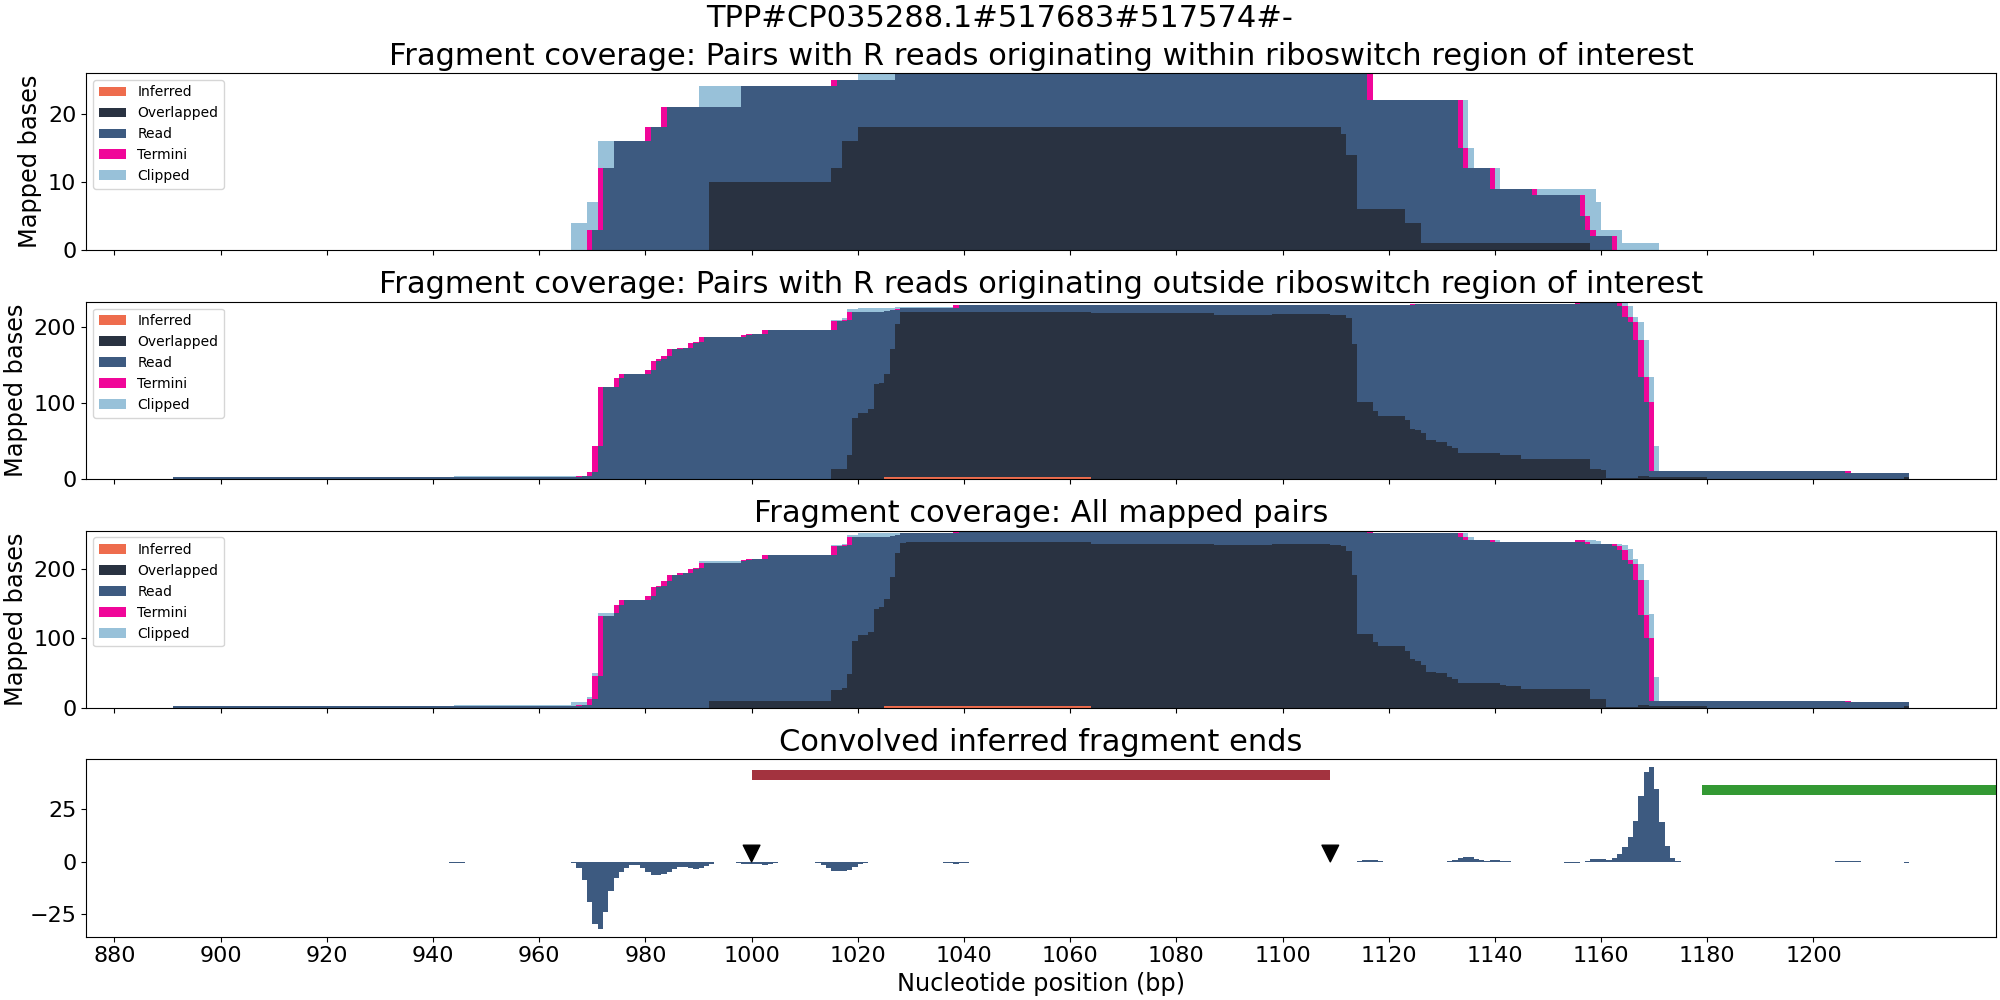 TPP#CP035288.1#517683#517574#-
Fragment coverage: Pairs with R reads originating within riboswitch region of interest
Mapped bases
20
10
0
Inferred
Overlapped
Read
Termini
Clipped
Fragment coverage: Pairs with R reads originating outside riboswitch region of interest
Mapped bases
200
100
0
Inferred
Overlapped
Read
Termini
Clipped
Fragment coverage: All mapped pairs
Mapped bases
200
100
0
Inferred
Overlapped
Read
Termini
Clipped
Convolved inferred fragment ends
25
0
−25
880 900 920 940 960 980 1000 1020 1040 1060 1080 1100 1120 1140 1160 1180 1200
Nucleotide position (bp)